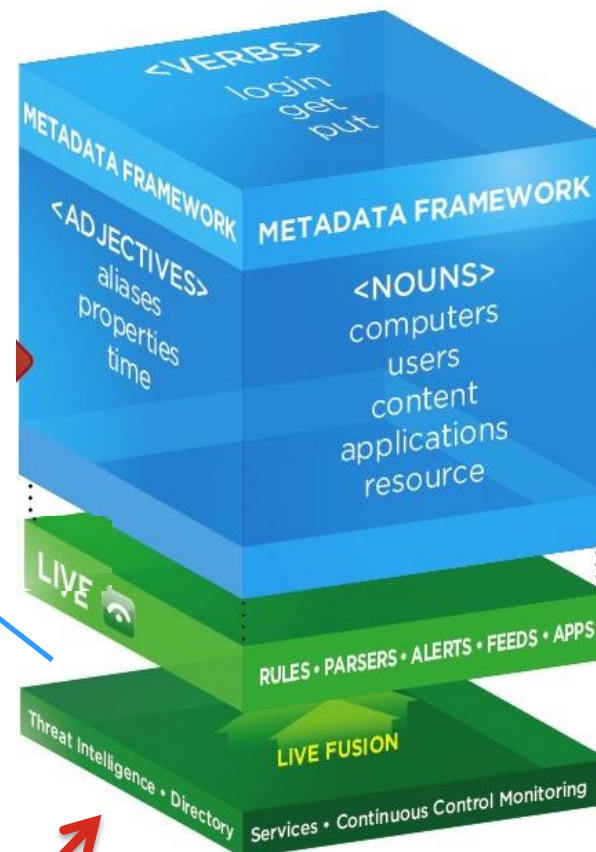 <VERBS>
login
get
put
METADATA FRAMEWORK
<ADJECTIVES>
aliases
properties
time
METADATA FRAMEWORK
<NOUNS>
computers
users
content
applications
resource
LIVE
RULES • PARSERS • ALERTS • FEEDS • APPS
LIVE FUSION
Threat Intelligence • Directory
Services • Continuous Control Monitoring